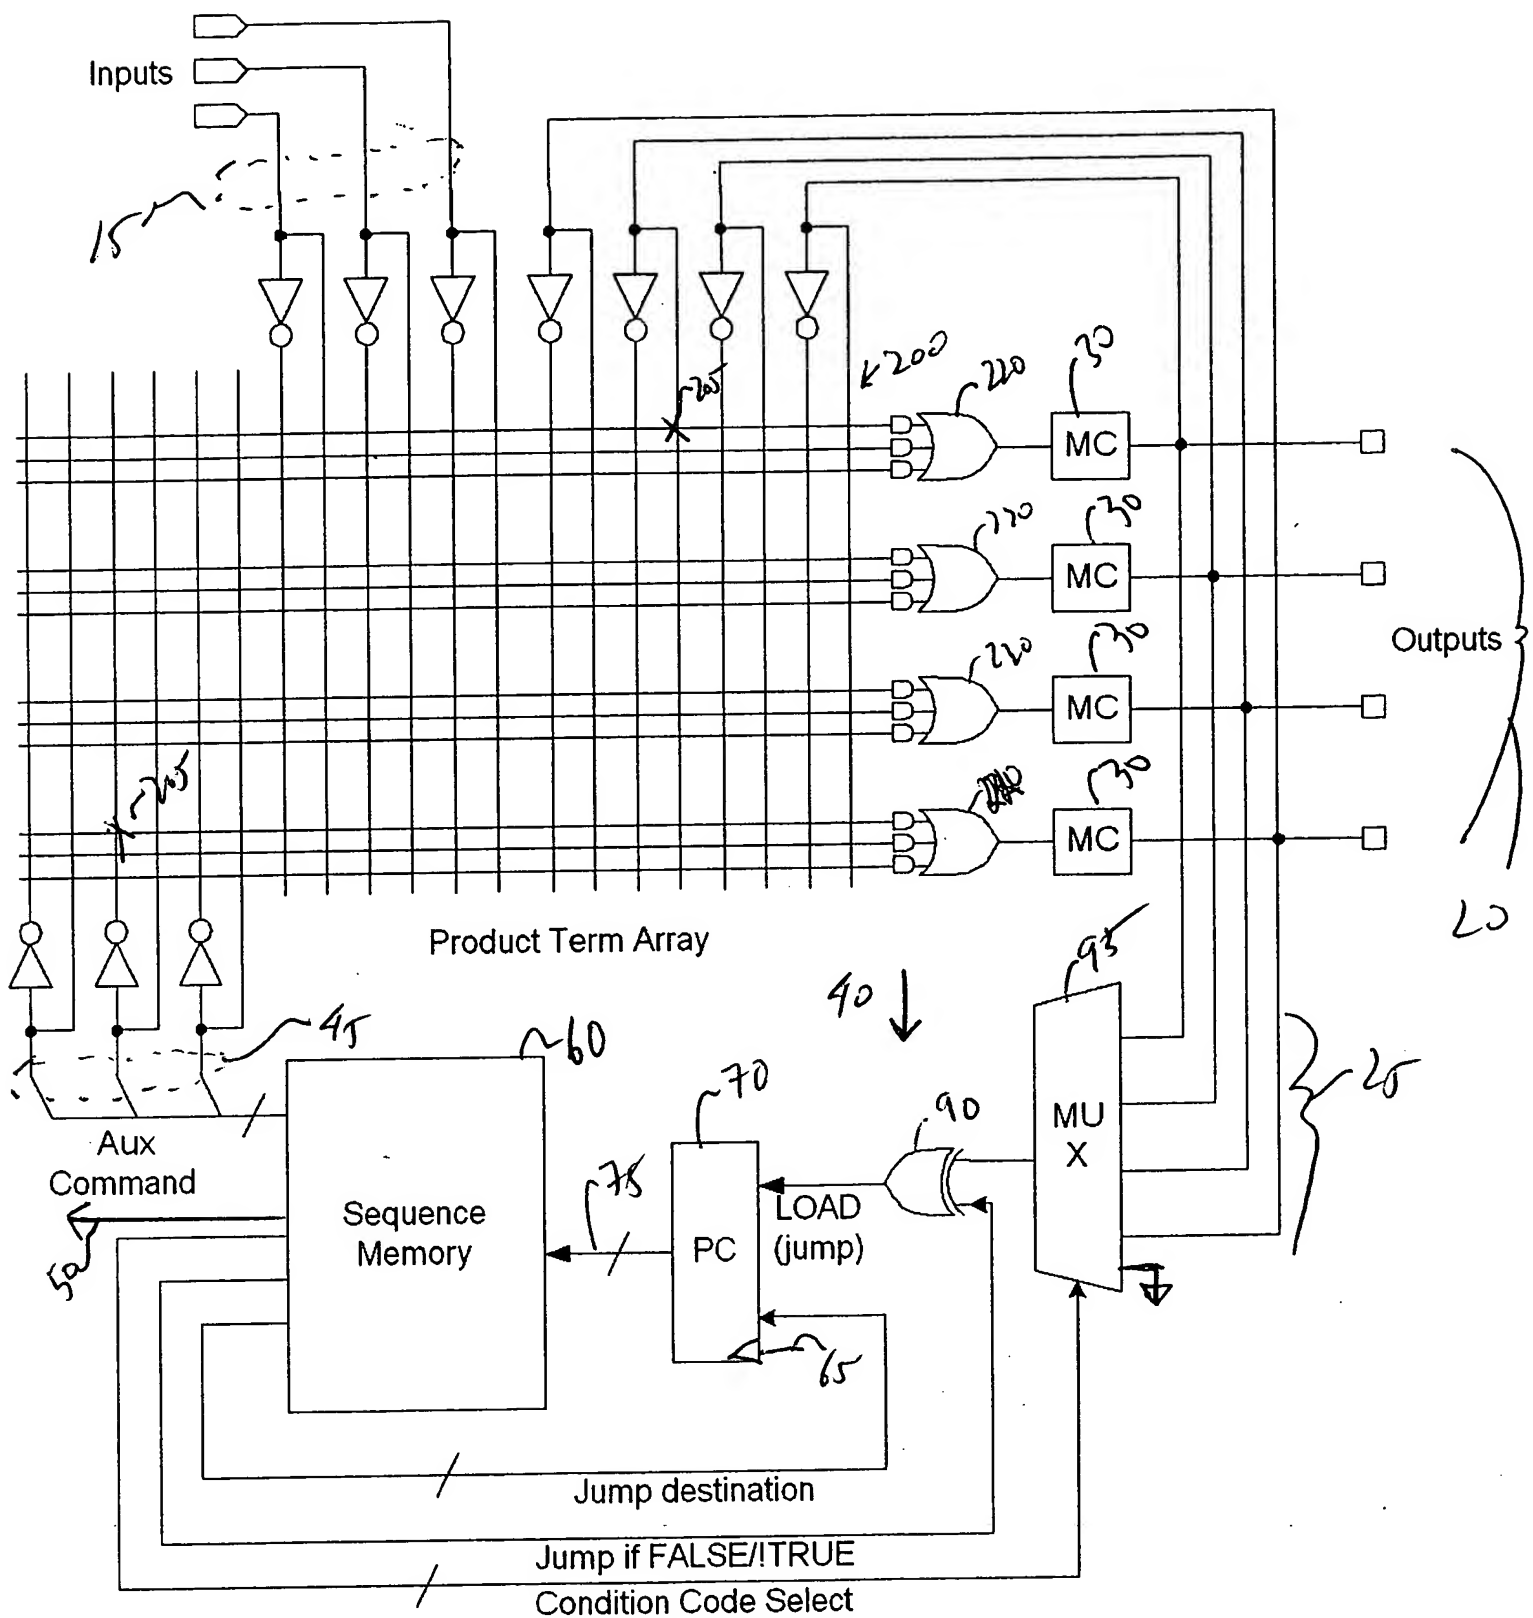 Inputs
15
200
205
220
30
MC
220
30
MC
220
30
MC
Outputs
205
30
MC
20
Product Term Array
40
95
45
60
70
90
25
MU
X
Aux
Command
75
LOAD
(jump)
Sequence
Memory
PC
50
65
Jump destination
Jump if FALSE/!TRUE
Condition Code Select